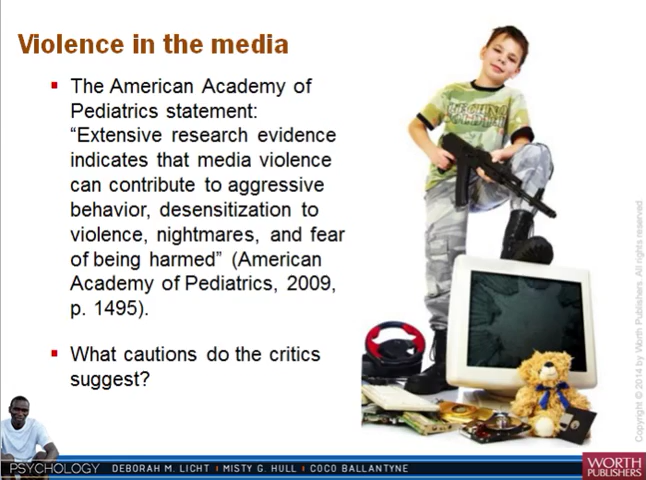 Violence in the media
The American Academy of
Pediatrics statement:
“Extensive research evidence
indicates that media violence
can contribute to aggressive
behavior, desensitization to
violence, nightmares, and fear
of being harmed” (American
Academy of Pediatrics, 2009,
p. 1495).
What cautions do the critics
suggest?
Copyright © 2014 by Worth Publishers. All rights reserved
PSYCHOLOGY DEBORAH M. LICHT MISTY G. HULL COCO BALLANTYNE
WORTH
PUBLISHERS